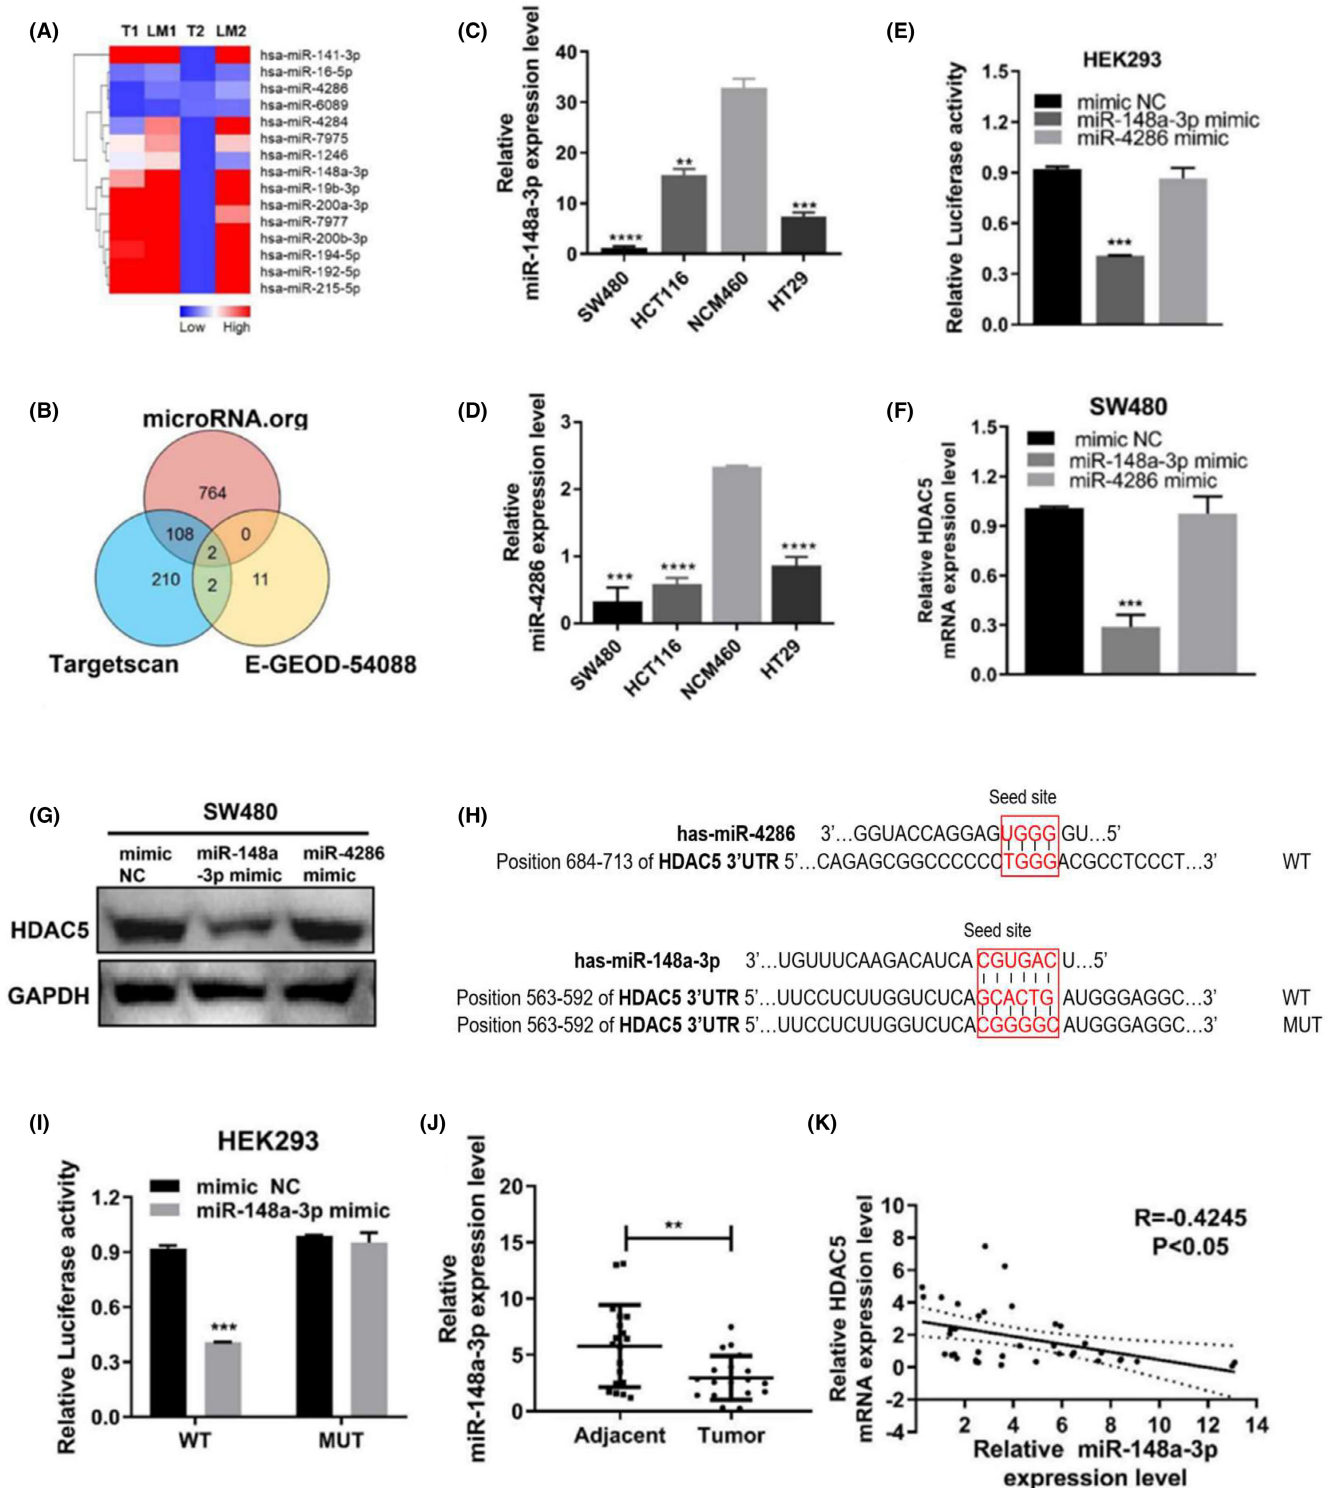 (A)
T1 LM1 T2 LM2
hsa-miR-141-3p
hsa-miR-16-5p
hsa-miR-4286
hsa-miR-6089
hsa-miR-4284
hsa-miR-7975
hsa-miR-1246
hsa-miR-148a-3p
hsa-miR-19b-3p
hsa-miR-200a-3p
hsa-miR-7977
hsa-miR-200b-3p
hsa-miR-194-5p
hsa-miR-192-5p
hsa-miR-215-5p
Low High
(B)
microRNA.org
764
108
0
2
210
2
11
Targetscan
E-GEOD-54088
(C)
Relative
miR-148a-3p expression level
40
30
20
10
0
****
**
***
SW480
HCT116
NCM460
HT29
(D)
Relative
miR-4286 expression level
3
2
1
0
***
****
****
SW480
HCT116
NCM460
HT29
(E)
HEK293
Relative Luciferase activity
1.5
1.2
0.9
0.6
0.3
0.0
mimic NC
miR-148a-3p mimic
miR-4286 mimic
***
(F)
SW480
Relative HDAC5
mRNA expression level
1.5
1.2
0.9
0.6
0.3
0.0
mimic NC
miR-148a-3p mimic
miR-4286 mimic
***
(G)
SW480
mimic
NC
miR-148a
-3p mimic
miR-4286
mimic
HDAC5
GAPDH
(H)
Seed site
has-miR-4286 3’...GGUACCAGGAGUGGG GU...5’
Position 684-713 of HDAC5 3’UTR 5’...CAGAGCGGCCCCCCTGGGACGCCTCCCT...3’ WT
Seed site
has-miR-148a-3p 3’...UGUUUCAAGACAUCA CGUGAC U...5’
Position 563-592 of HDAC5 3’UTR 5’...UUCCUCUUGGUCUCAGCACTG AUGGGAGGC...3’ WT
Position 563-592 of HDAC5 3’UTR 5’...UUCCUCUUGGUCUCACGGGGC AUGGGAGGC...3’ MUT
(I)
HEK293
Relative Luciferase activity
1.2
0.9
0.6
0.3
0.0
mimic NC
miR-148a-3p mimic
***
WT
MUT
(J)
Relative
miR-148a-3p expression level
20
15
10
5
0
**
Adjacent
Tumor
(K)
Relative HDAC5
mRNA expression level
10
8
6
4
2
0
-2
-4
R=-0.4245
P<0.05
2 4 6 8 10 12 14
Relative miR-148a-3p
expression level